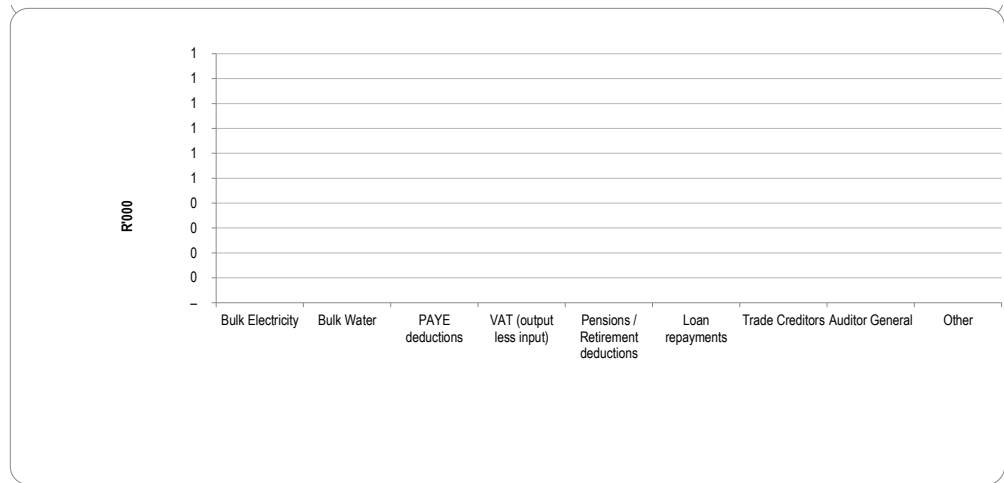 1
1
1
1
1
1
0
0
0
0
–
R'000
Bulk Electricity
Bulk Water
PAYE
deductions
VAT (output
less input)
Pensions /
Retirement
deductions
Loan
repayments
Trade Creditors
Auditor General
Other